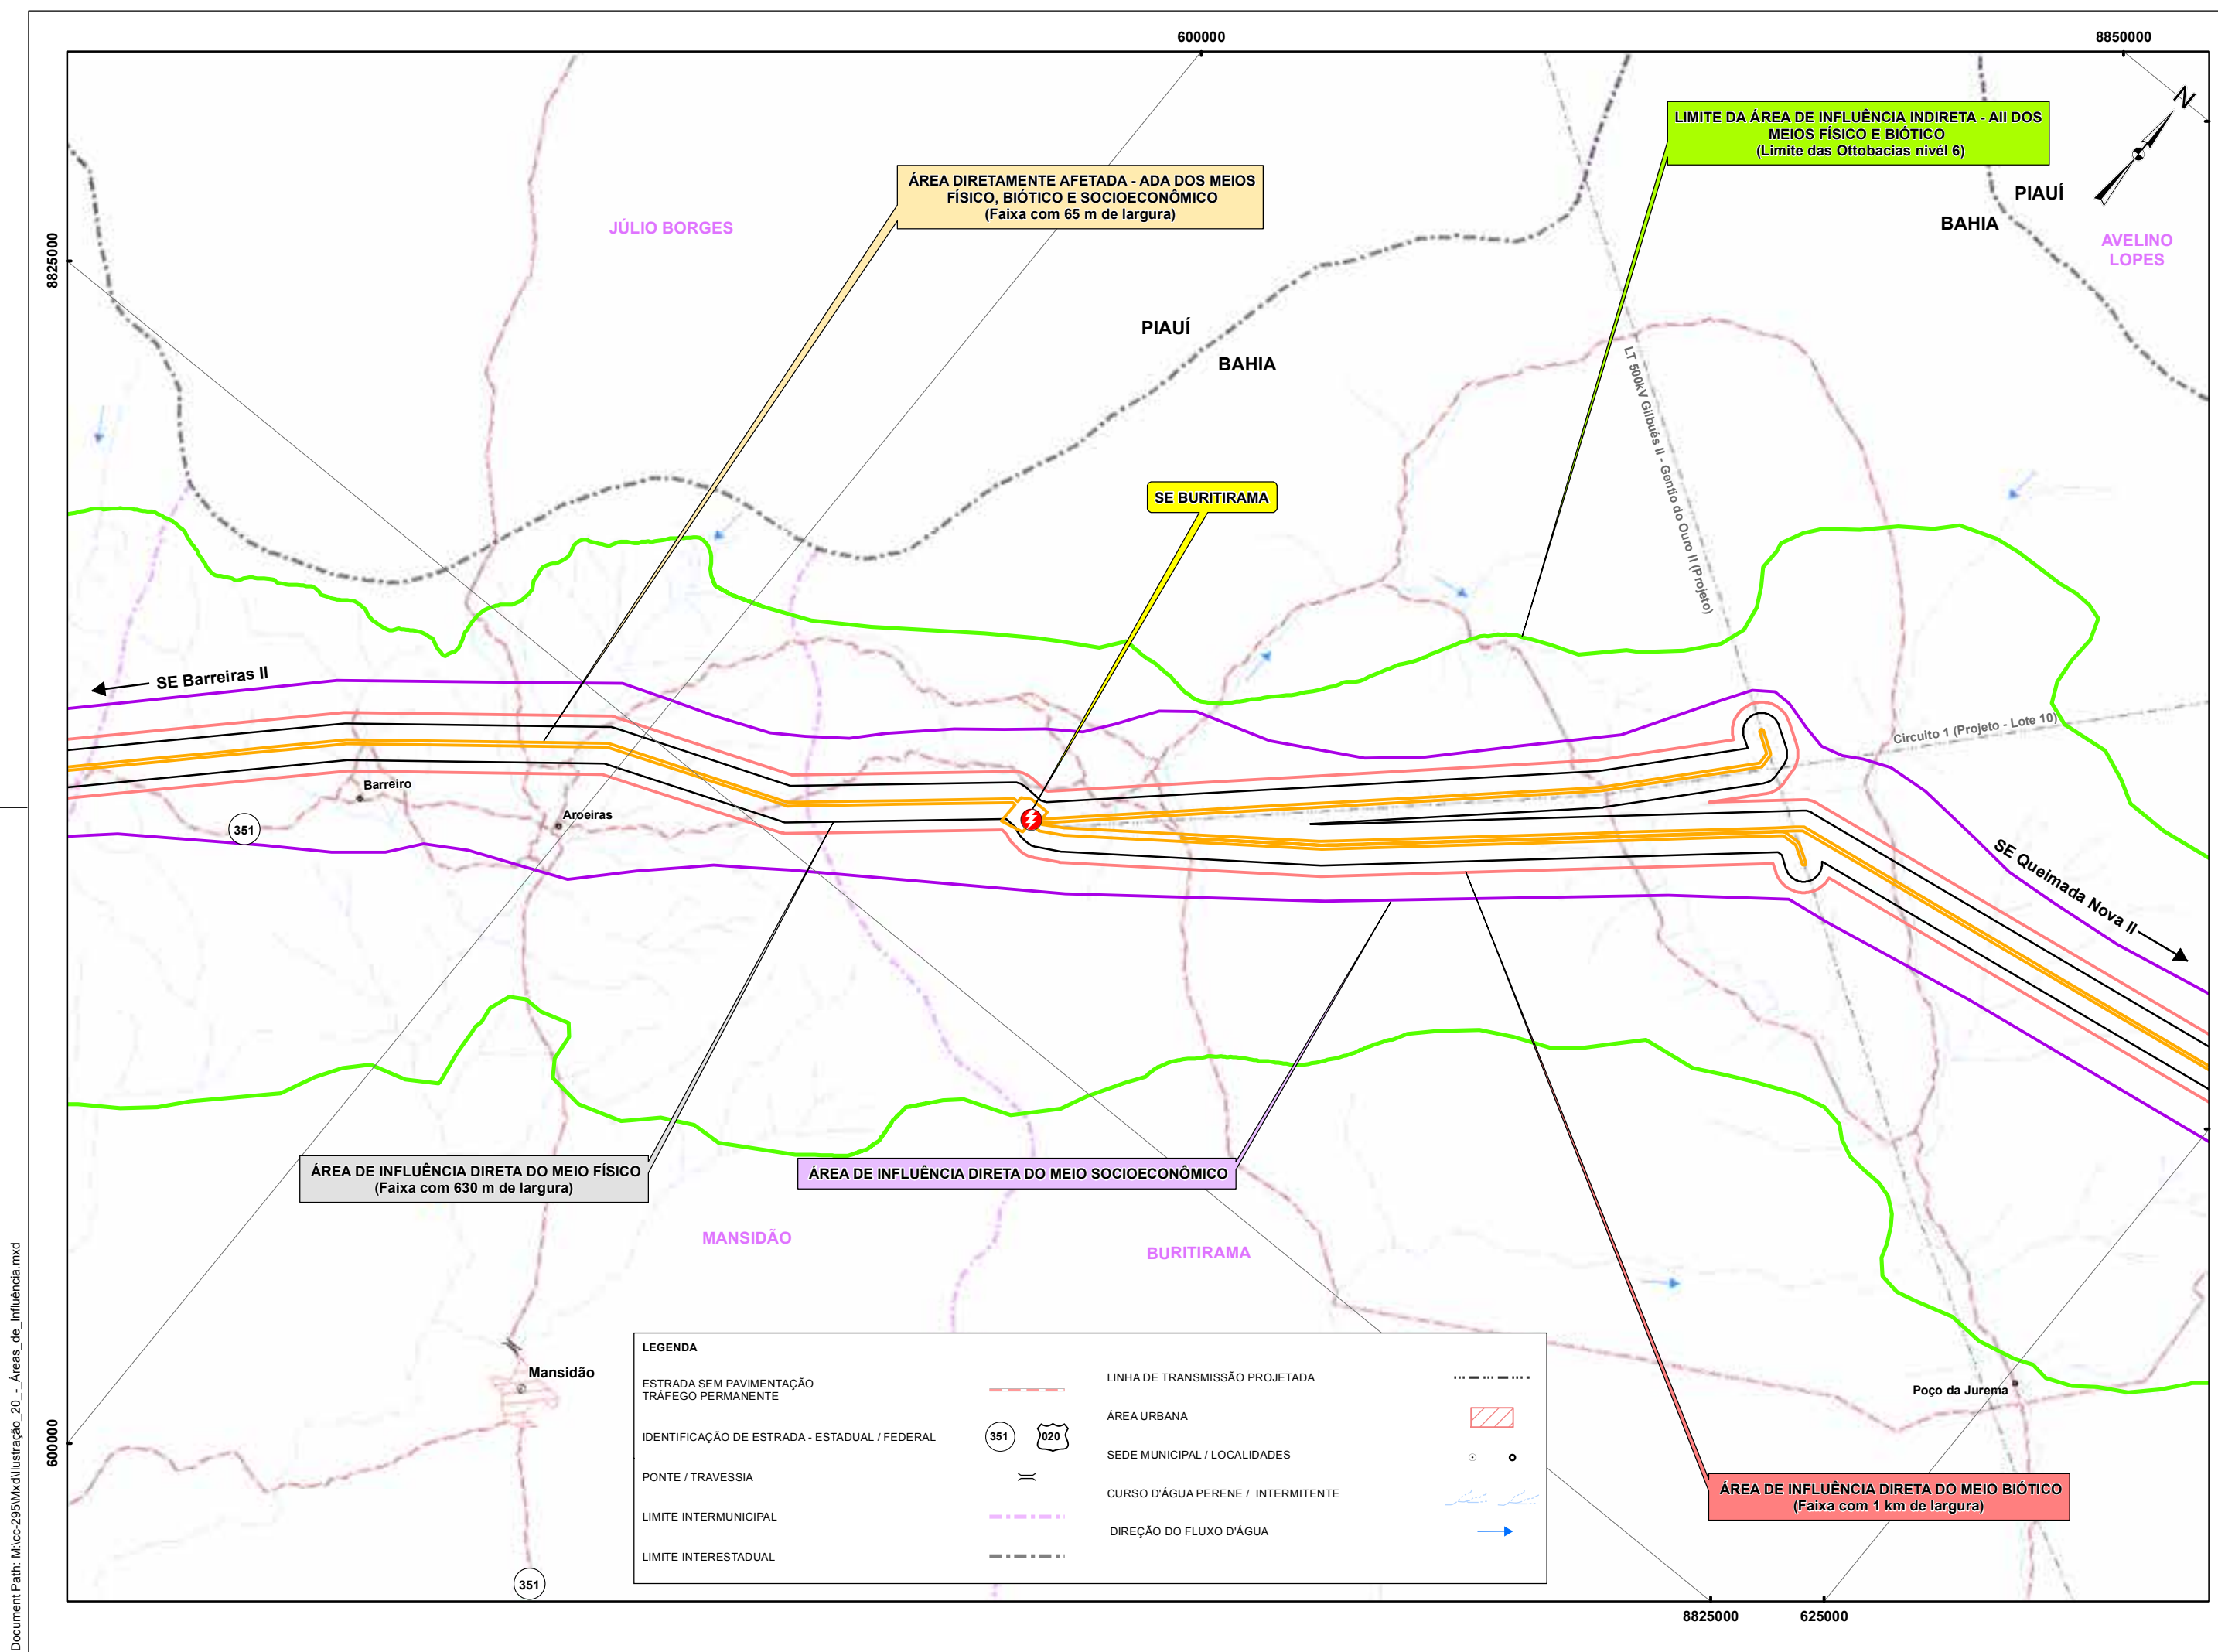 600000
8850000
N
LIMITE DA ÁREA DE INFLUÊNCIA INDIRETA - AII DOS
MEIOS FÍSICO E BIÓTICO
(Limite das Ottobacias nivél 6)
ÁREA DIRETAMENTE AFETADA - ADA DOS MEIOS
FÍSICO, BIÓTICO E SOCIOECONÔMICO
(Faixa com 65 m de largura)
PIAUÍ
BAHIA
AVELINO
LOPES
JÚLIO BORGES
8825000
PIAUÍ
BAHIA
LT 500kV Gilbués II - Gentio do Ouro II (Projeto)
SE BURITIRAMA
SE Barreiras II
Circuito 1 (Projeto - Lote 10)
Barreiro
Aroeiras
351
SE Queimada Nova II
ÁREA DE INFLUÊNCIA DIRETA DO MEIO FÍSICO
(Faixa com 630 m de largura)
ÁREA DE INFLUÊNCIA DIRETA DO MEIO SOCIOECONÔMICO
MANSIDÃO
BURITIRAMA
Mansidão
Poço da Jurema
600000
LEGENDA
ESTRADA SEM PAVIMENTAÇÃO
TRÁFEGO PERMANENTE
IDENTIFICAÇÃO DE ESTRADA - ESTADUAL / FEDERAL
351
020
PONTE / TRAVESSIA
LIMITE INTERMUNICIPAL
LIMITE INTERESTADUAL
LINHA DE TRANSMISSÃO PROJETADA
ÁREA URBANA
SEDE MUNICIPAL / LOCALIDADES
CURSO D'ÁGUA PERENE / INTERMITENTE
DIREÇÃO DO FLUXO D'ÁGUA
ÁREA DE INFLUÊNCIA DIRETA DO MEIO BIÓTICO
(Faixa com 1 km de largura)
351
8825000
625000
Document Path: M:\cc-295\Mxd\Ilustração_20_-_Áreas_de_Influência.mxd